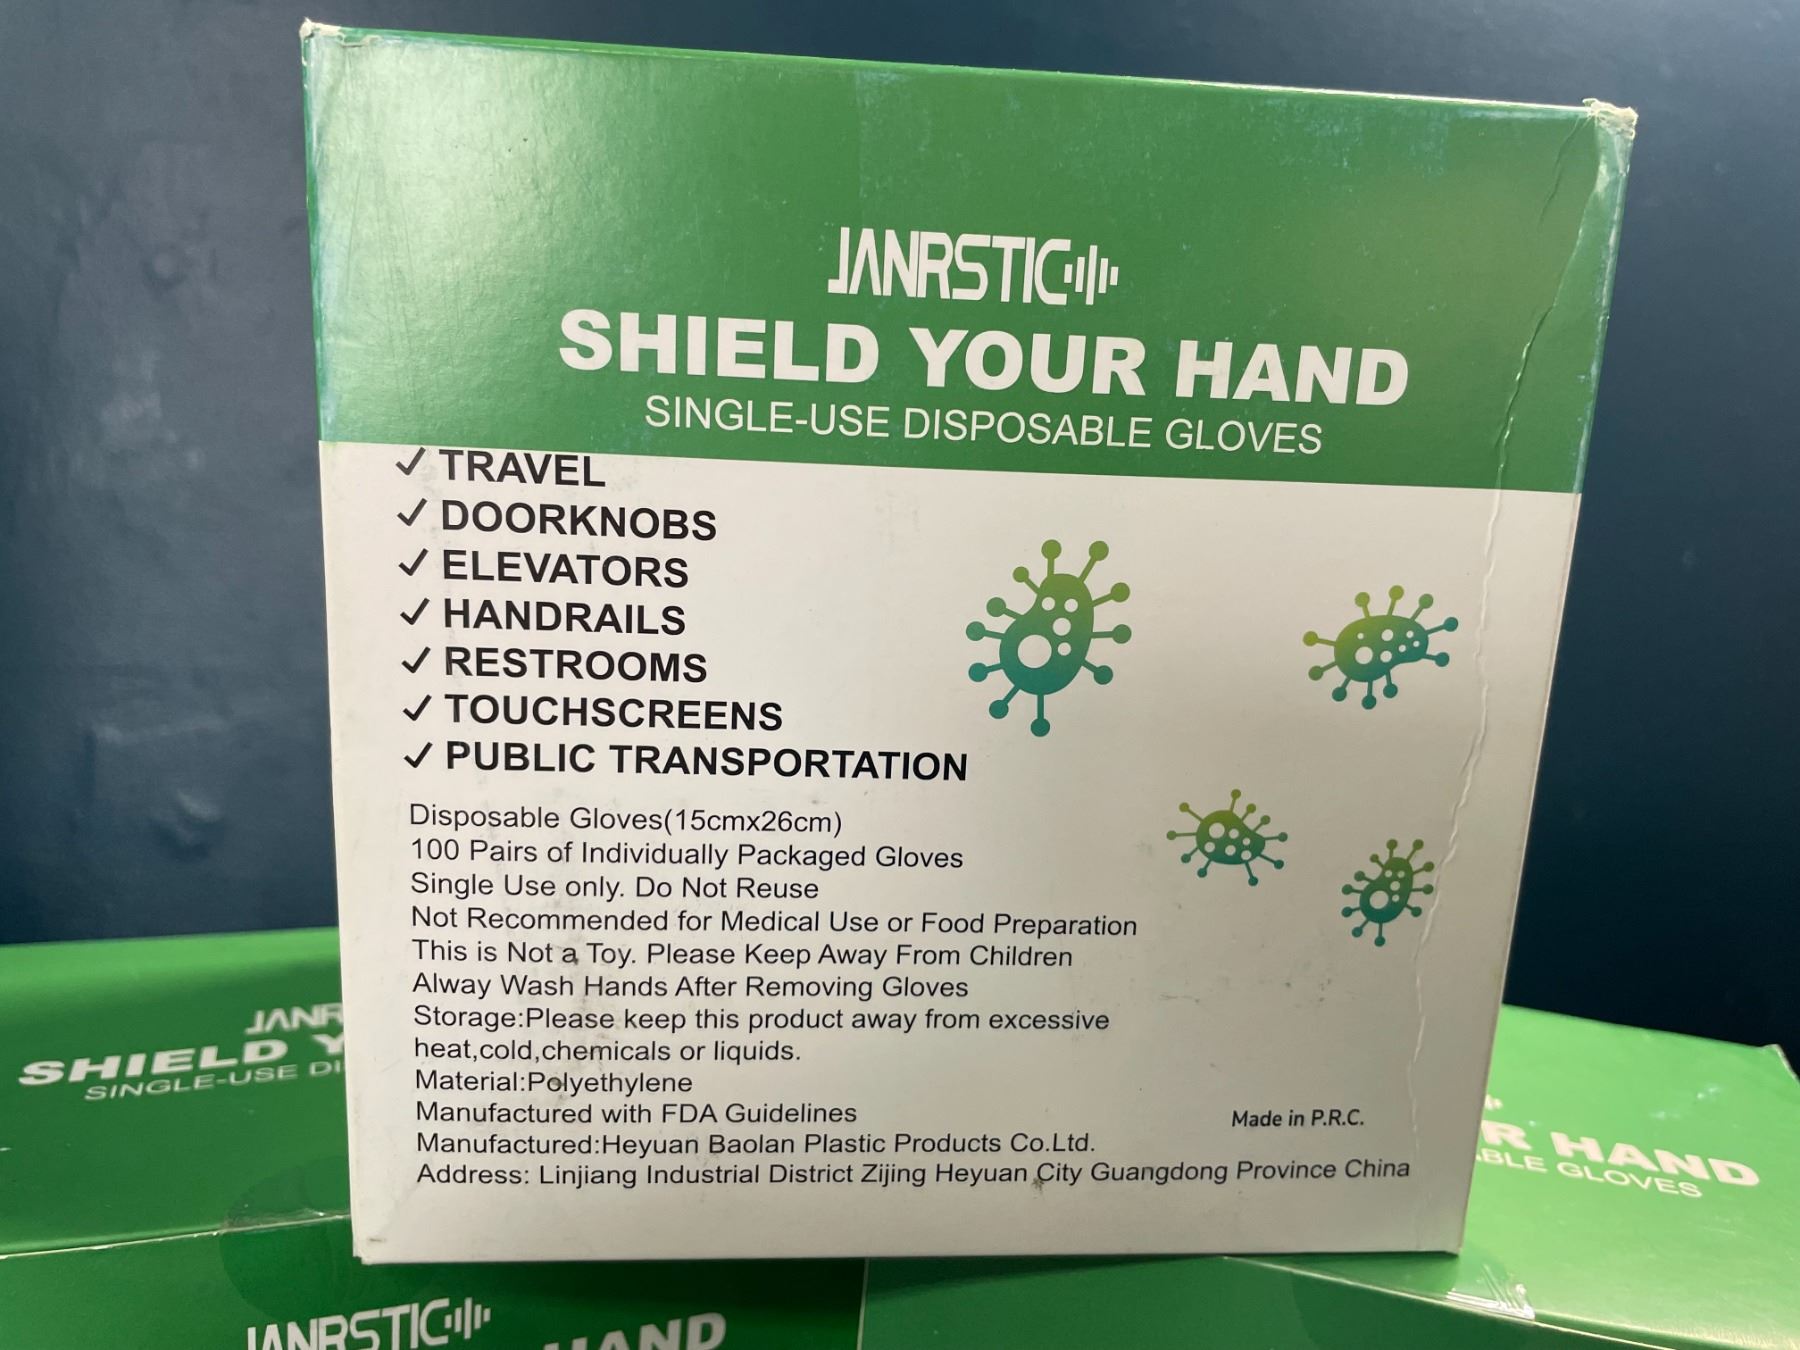 JANRSTIC
SHIELD YOUR HAND
SINGLE-USE DISPOSABLE GLOVES
✓ TRAVEL
✓ DOORKNOBS
✓ ELEVATORS
✓ HANDRAILS
✓ RESTROOMS
✓ TOUCHSCREENS
✓ PUBLIC TRANSPORTATION
Disposable Gloves(15cmx26cm)
100 Pairs of Individually Packaged Gloves
Single Use only. Do Not Reuse
Not Recommended for Medical Use or Food Preparation
This is Not a Toy. Please Keep Away From Children
Alway Wash Hands After Removing Gloves
Storage:Please keep this product away from excessive
heat,cold,chemicals or liquids.
Material:Polyethylene
Manufactured with FDA Guidelines
Made in P.R.C.
Manufactured:Heyuan Baolan Plastic Products Co.Ltd.
Address: Linjiang Industrial District Zijing Heyuan City Guangdong Province China
JANR
SHIELD Y
SINGLE-USE DI
R HAND
ABLE GLOVES
JANRSTIC
HAND